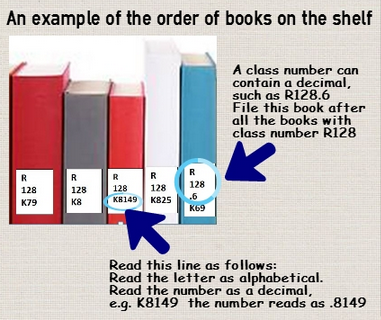 An example of the order of books on the shelf
A class number can
contain a decimal,
such as R128.6
File this book after
all the books with
class number R128
R
128
K79
R
128
K8
R
128
K8149
R
128
K825
R
128
.6
K69
Read this line as follows:
Read the letter as alphabetical.
Read the number as a decimal,
e.g. K8149 the number reads as .8149